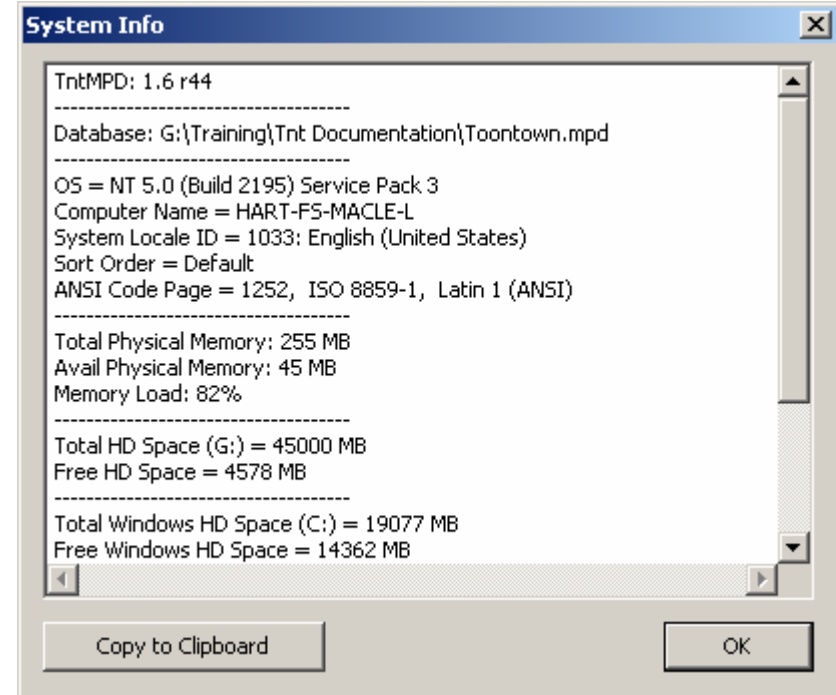 System Info
TntMPD: 1.6 r44
-------------------------------------
Database: G:\Training\Tnt Documentation\Toontown.mpd
-------------------------------------
OS = NT 5.0 (Build 2195) Service Pack 3
Computer Name = HART-FS-MACLE-L
System Locale ID = 1033: English (United States)
Sort Order = Default
ANSI Code Page = 1252,  ISO 8859-1,  Latin 1 (ANSI)
-------------------------------------
Total Physical Memory: 255 MB
Avail Physical Memory: 45 MB
Memory Load: 82%
-------------------------------------
Total HD Space (G:) = 45000 MB
Free HD Space = 4578 MB
-------------------------------------
Total Windows HD Space (C:) = 19077 MB
Free Windows HD Space = 14362 MB
Copy to Clipboard
OK